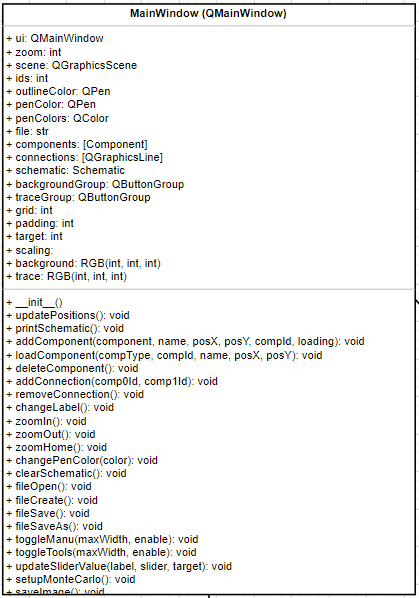 MainWindow (QMainWindow)
+ ui: QMainWindow
+ zoom: int
+ scene: QGraphicsScene
+ ids: int
+ outlineColor: QPen
+ penColor: QPen
+ penColors: QColor
+ file: str
+ components: [Component]
+ connections: [QGraphicsLine]
+ schematic: Schematic
+ backgroundGroup: QButtonGroup
+ traceGroup: QButtonGroup
+ grid: int
+ padding: int
+ target: int
+ scaling:
+ background: RGB(int, int, int)
+ trace: RGB(int, int, int)
+ __init__()
+ updatePositions(): void
+ printSchematic(): void
+ addComponent(component, name, posX, posY, compId, loading): void
+ loadComponent(compType, compId, name, posX, posY): void
+ deleteComponent(): void
+ addConnection(comp0Id, comp1Id): void
+ removeConnection(): void
+ changeLabel(): void
+ zoomIn(): void
+ zoomOut(): void
+ zoomHome(): void
+ changePenColor(color): void
+ clearSchematic(): void
+ fileOpen(): void
+ fileCreate(): void
+ fileSave(): void
+ fileSaveAs(): void
+ toggleManu(maxWidth, enable): void
+ toggleTools(maxWidth, enable): void
+ updateSliderValue(label, slider, target): void
+ setupMonteCarlo(): void
+ saveImage(): void